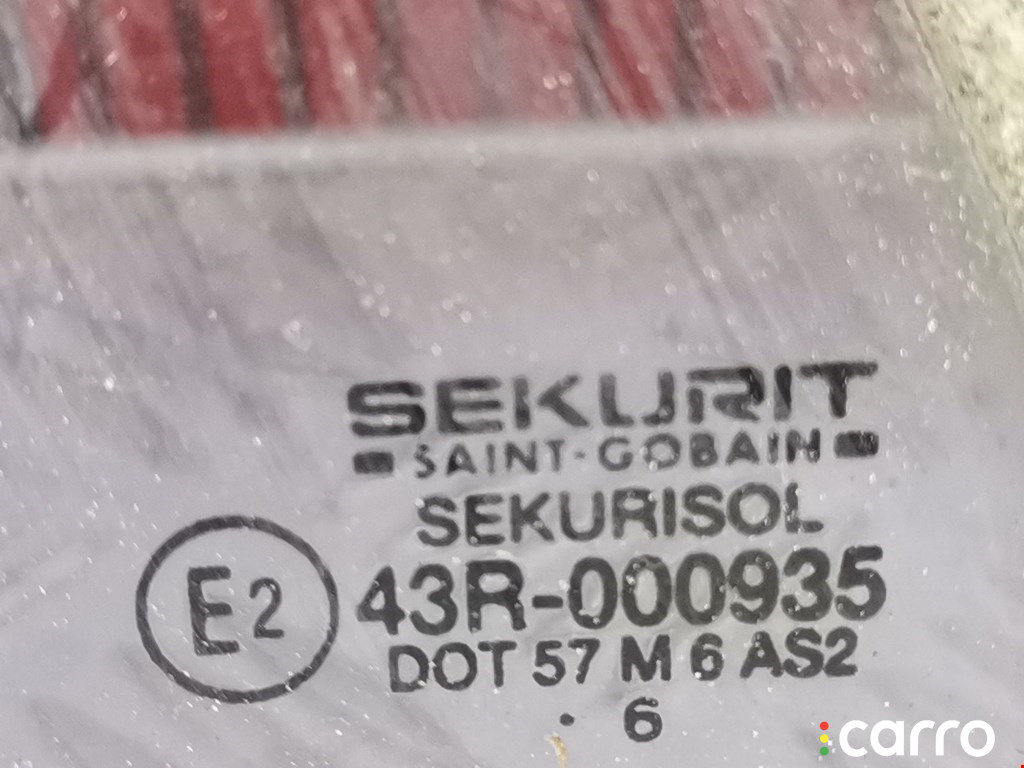 SEKURIT
SAINT-GOBAIN
SEKURISOL
E2 43R-000935
DOT 57 M 6 AS2
. 6
carro